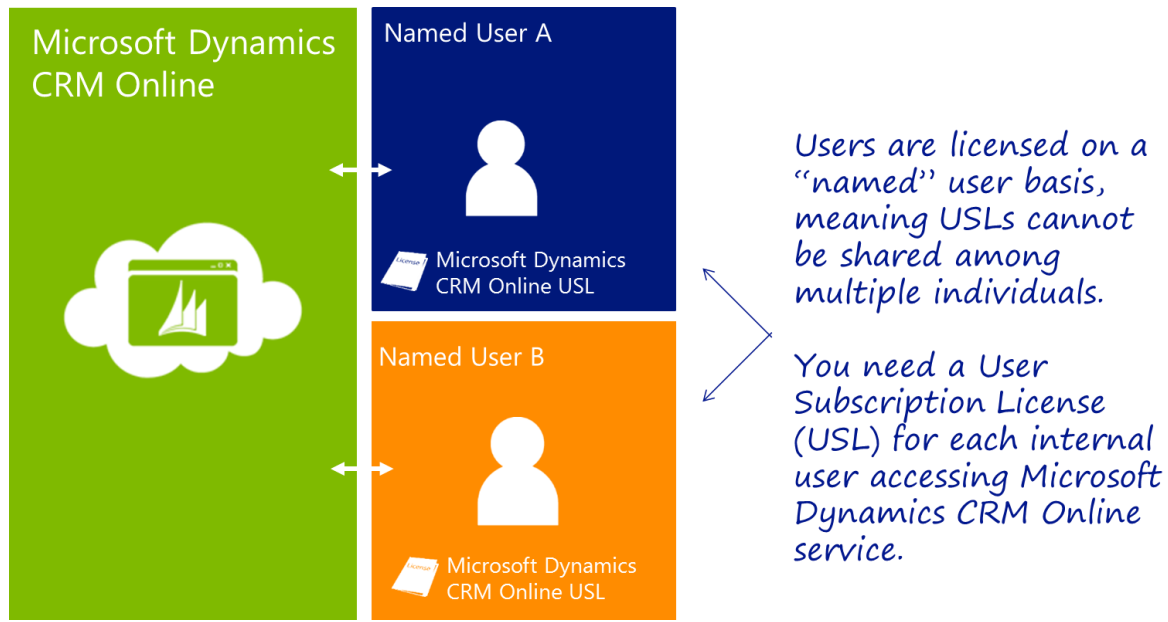 Microsoft Dynamics
CRM Online
Named User A
License
Microsoft Dynamics
CRM Online USL
Named User B
License
Microsoft Dynamics
CRM Online USL
Users are licensed on a
“named” user basis,
meaning USLs cannot
be shared among
multiple individuals.
You need a User
Subscription License
(USL) for each internal
user accessing Microsoft
Dynamics CRM Online
service.